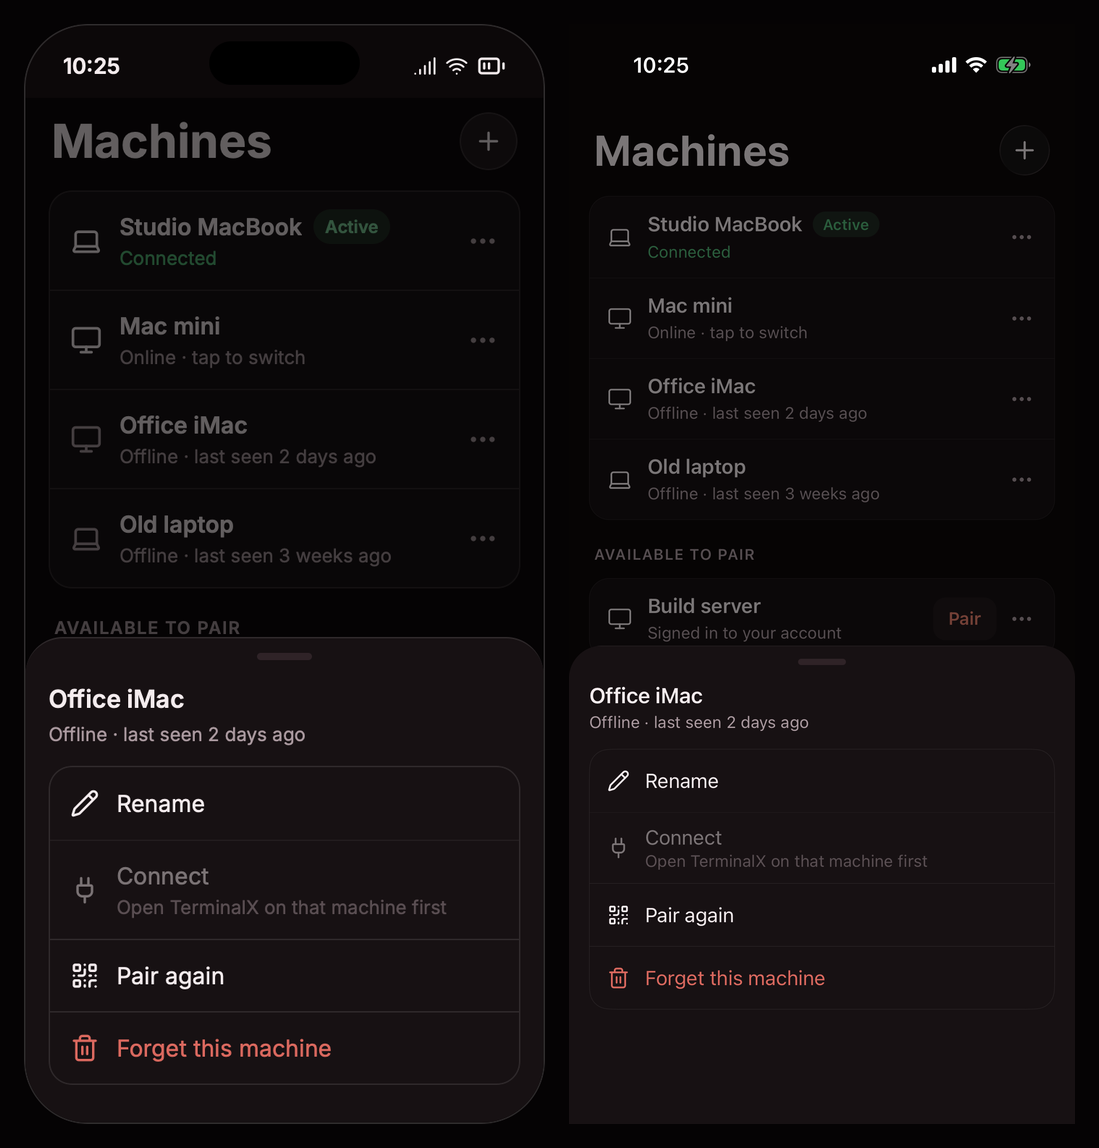 10:25
Machines
Studio MacBook Active
Connected
Mac mini
Online · tap to switch
Office iMac
Offline · last seen 2 days ago
Old laptop
Offline · last seen 3 weeks ago
AVAILABLE TO PAIR
Office iMac
Offline · last seen 2 days ago
Rename
Connect
Open TerminalX on that machine first
Pair again
Forget this machine
10:25
Machines
Studio MacBook Active
Connected
Mac mini
Online · tap to switch
Office iMac
Offline · last seen 2 days ago
Old laptop
Offline · last seen 3 weeks ago
AVAILABLE TO PAIR
Build server
Signed in to your account
Pair
Office iMac
Offline · last seen 2 days ago
Rename
Connect
Open TerminalX on that machine first
Pair again
Forget this machine